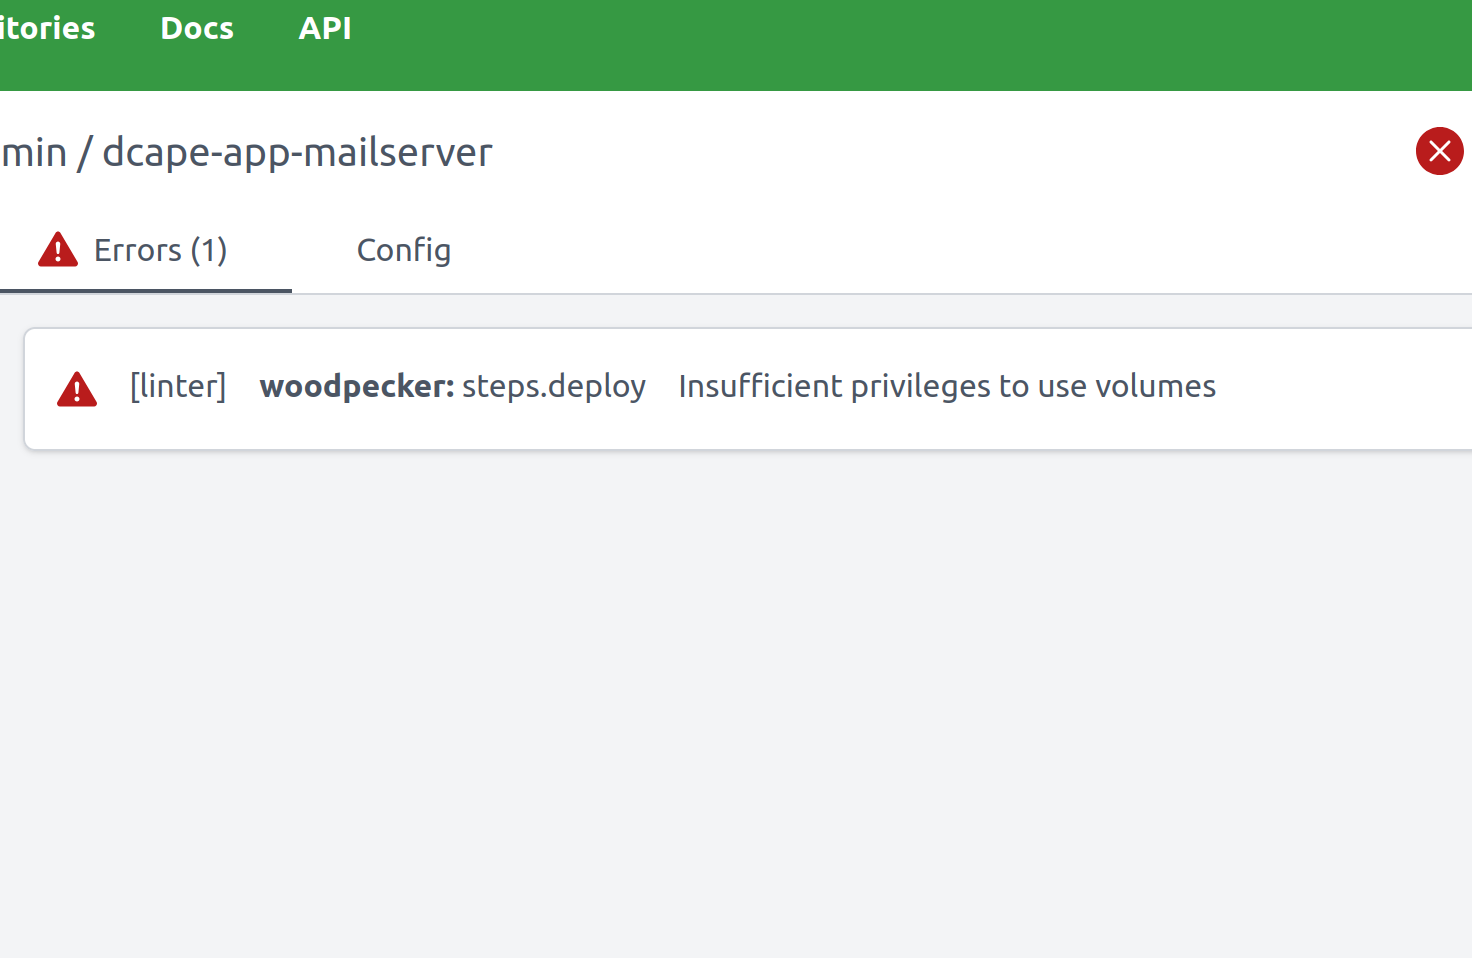 itories Docs API
min / dcape-app-mailserver
Errors (1) Config
[linter] woodpecker: steps.deploy Insufficient privileges to use volumes